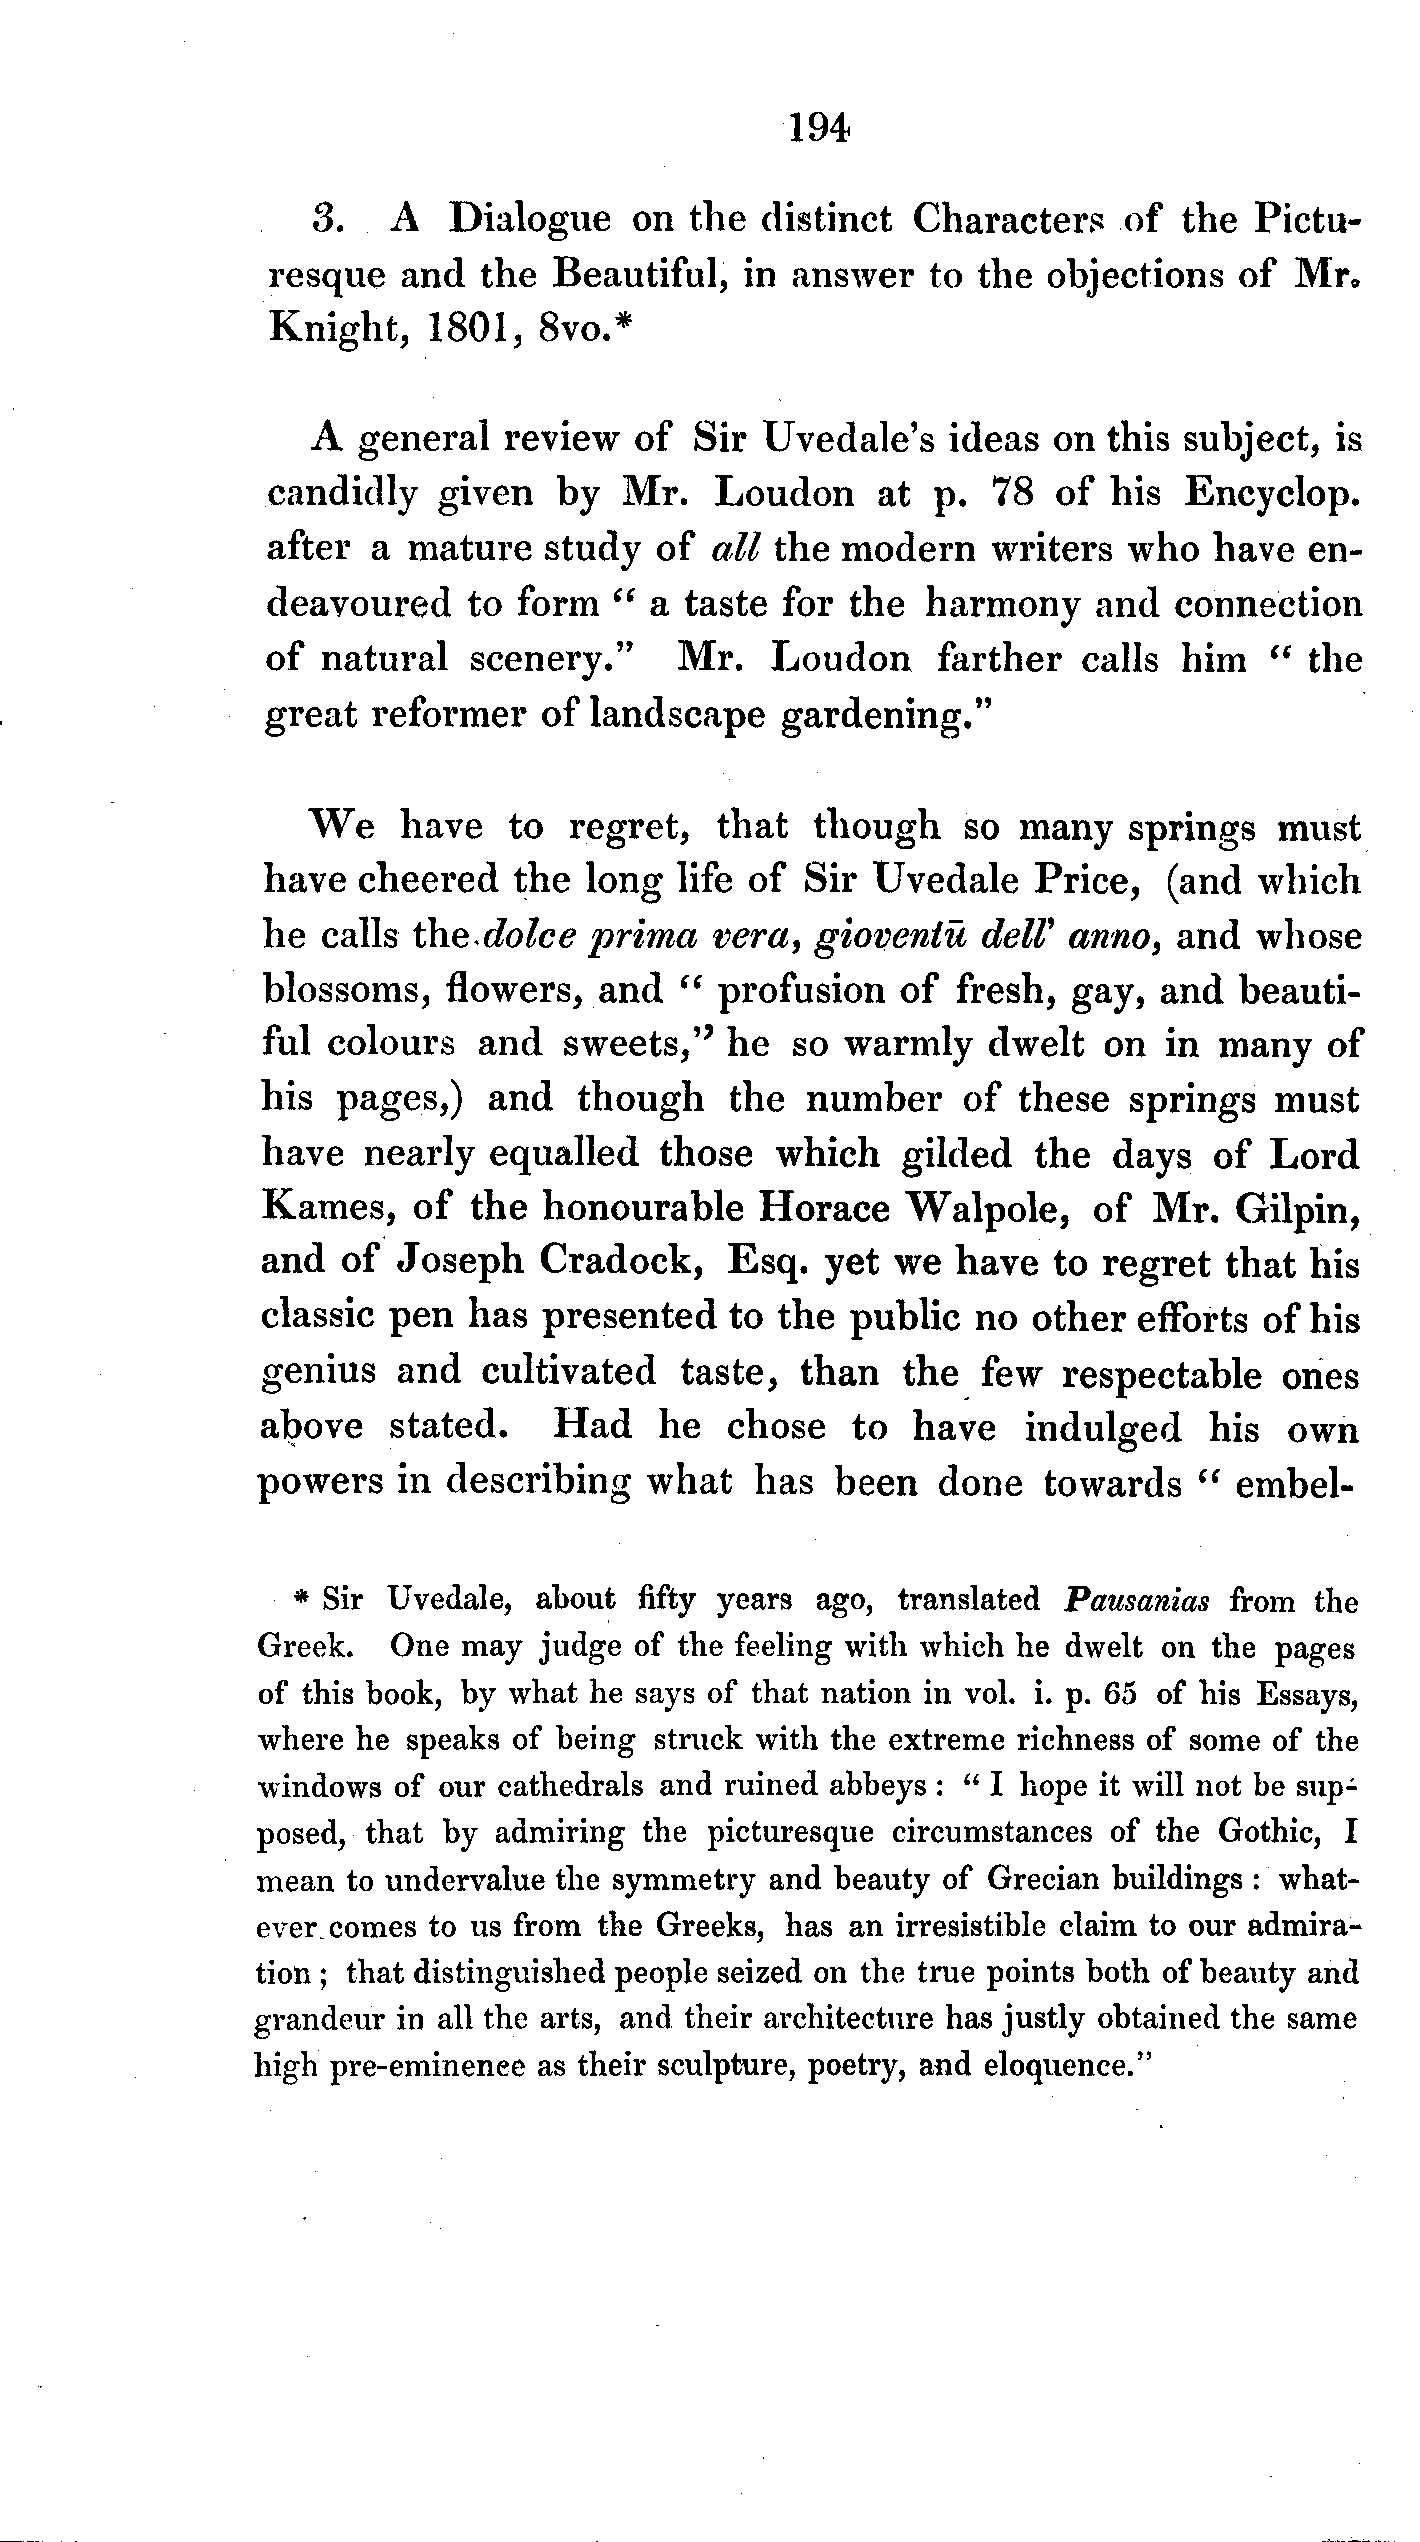 194
3. A Dialogue on the distinct Characters of the Pictu-
resque and the Beautiful, in answer to the objections of Mr.
Knight, 1801, 8vo.*
A general review of Sir Uvedale's ideas on this subject, is
candidly given by Mr. Loudon at p. 78 of his Encyclop.
after a mature study of all the modern writers who have en-
deavoured to form " a taste for the harmony and connection
of natural scenery." Mr. Loudon farther calls him " the
great reformer of landscape gardening."
We have to regret, that though so many springs must
have cheered the long life of Sir Uvedale Price, (and which
he calls the dolce prima vera, gioventū dell' anno, and whose
blossoms, flowers, and " profusion of fresh, gay, and beauti-
ful colours and sweets," he so warmly dwelt on in many of
his pages,) and though the number of these springs must
have nearly equalled those which gilded the days of Lord
Kames, of the honourable Horace Walpole, of Mr. Gilpin,
and of Joseph Cradock, Esq. yet we have to regret that his
classic pen has presented to the public no other efforts of his
genius and cultivated taste, than the few respectable ones
above stated. Had he chose to have indulged his own
powers in describing what has been done towards " embel-
* Sir Uvedale, about fifty years ago, translated Pausanias from the
Greek. One may judge of the feeling with which he dwelt on the pages
of this book, by what he says of that nation in vol. i. p. 65 of his Essays,
where he speaks of being struck with the extreme richness of some of the
windows of our cathedrals and ruined abbeys : " I hope it will not be sup-
posed, that by admiring the picturesque circumstances of the Gothic, I
mean to undervalue the symmetry and beauty of Grecian buildings : what-
ever comes to us from the Greeks, has an irresistible claim to our admira-
tion ; that distinguished people seized on the true points both of beauty and
grandeur in all the arts, and their architecture has justly obtained the same
high pre-eminence as their sculpture, poetry, and eloquence."